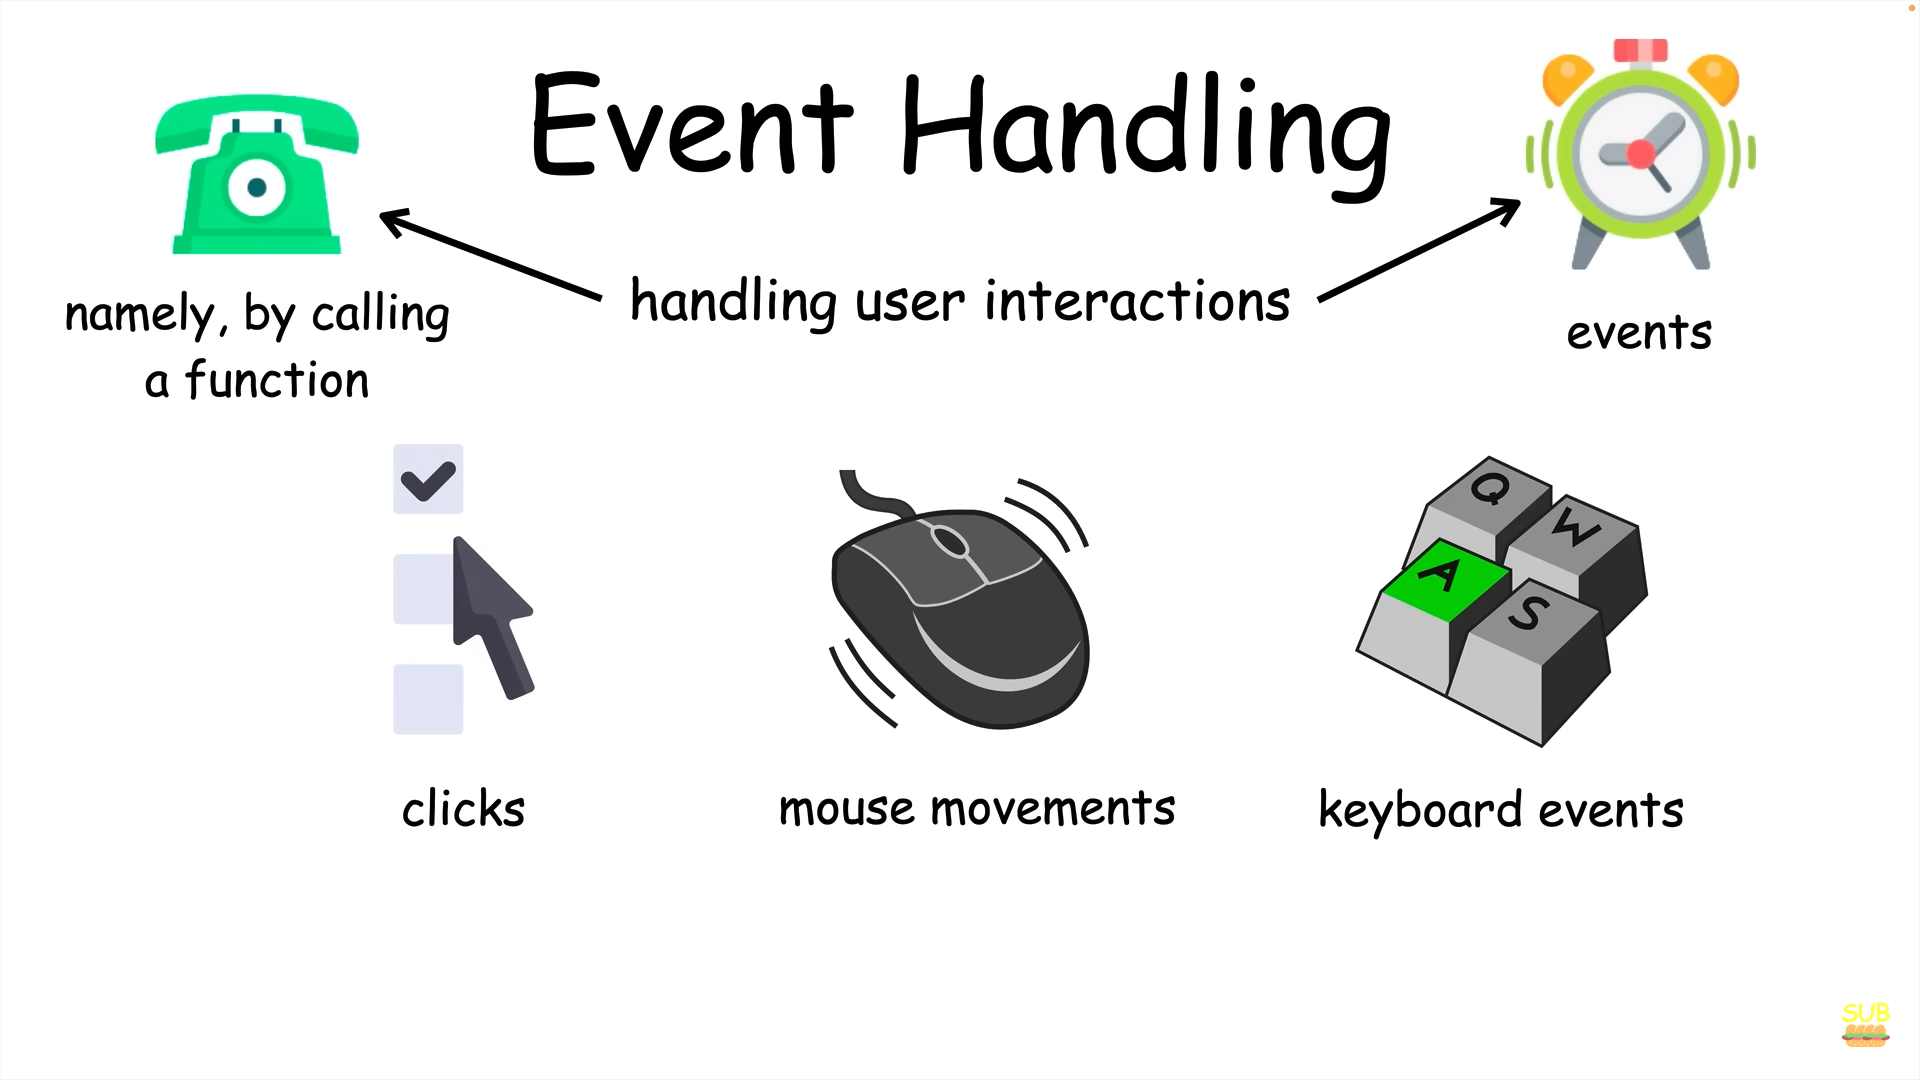 Event Handling
handling user interactions
namely, by calling
a function
events
Q
W
A
S
clicks
mouse movements
keyboard events
SUB